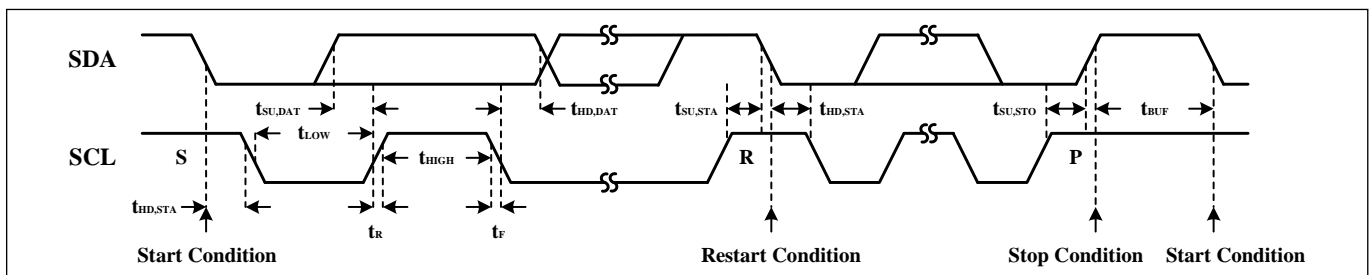 SDA
tSU,DAT
tHD,DAT
tSU,STA
tHD,STA
tSU,STO
tBUF
tLOW
SCL
S
tHIGH
R
P
tHD,STA
tR
tF
Start Condition
Restart Condition
Stop Condition
Start Condition